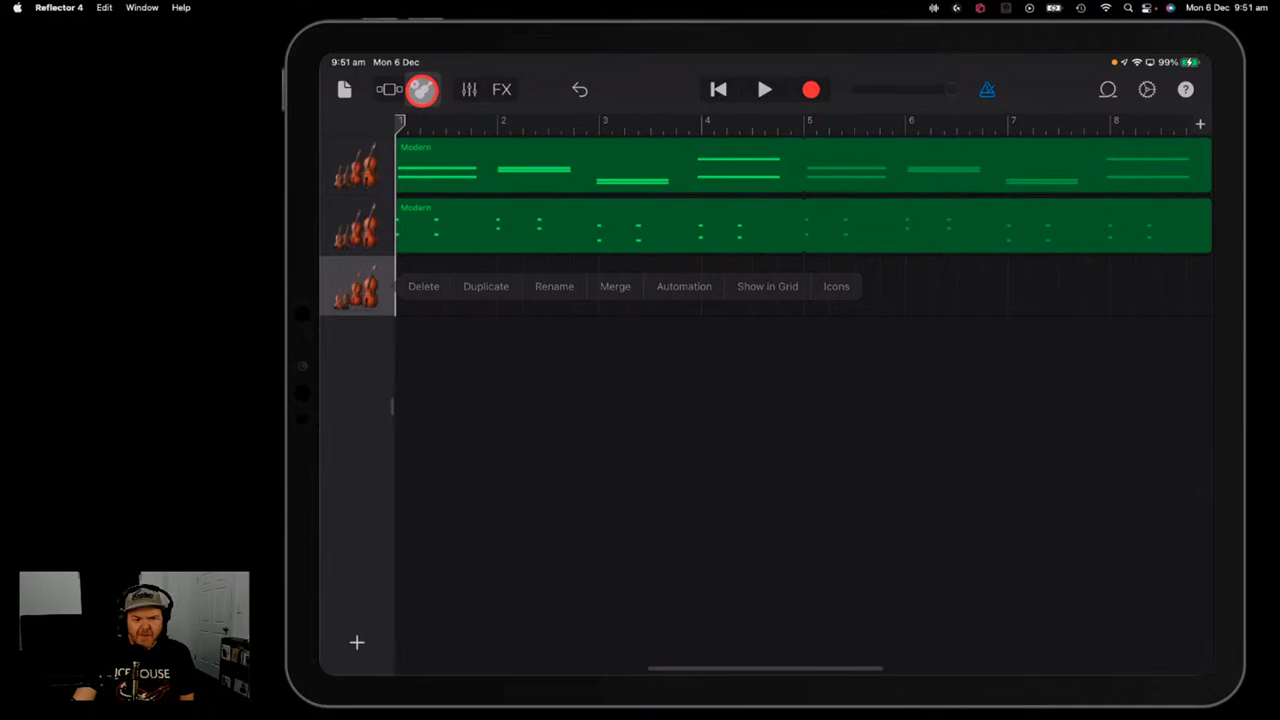 Reflector 4 Edit Window Help
Mon 6 Dec 9:51 am
9:51 am Mon 6 Dec
99%
FX
?
1 2 3 4 5 6 7 8
+
Modern
Modern
Delete Duplicate Rename Merge Automation Show in Grid Icons
+
ICEHOUSE